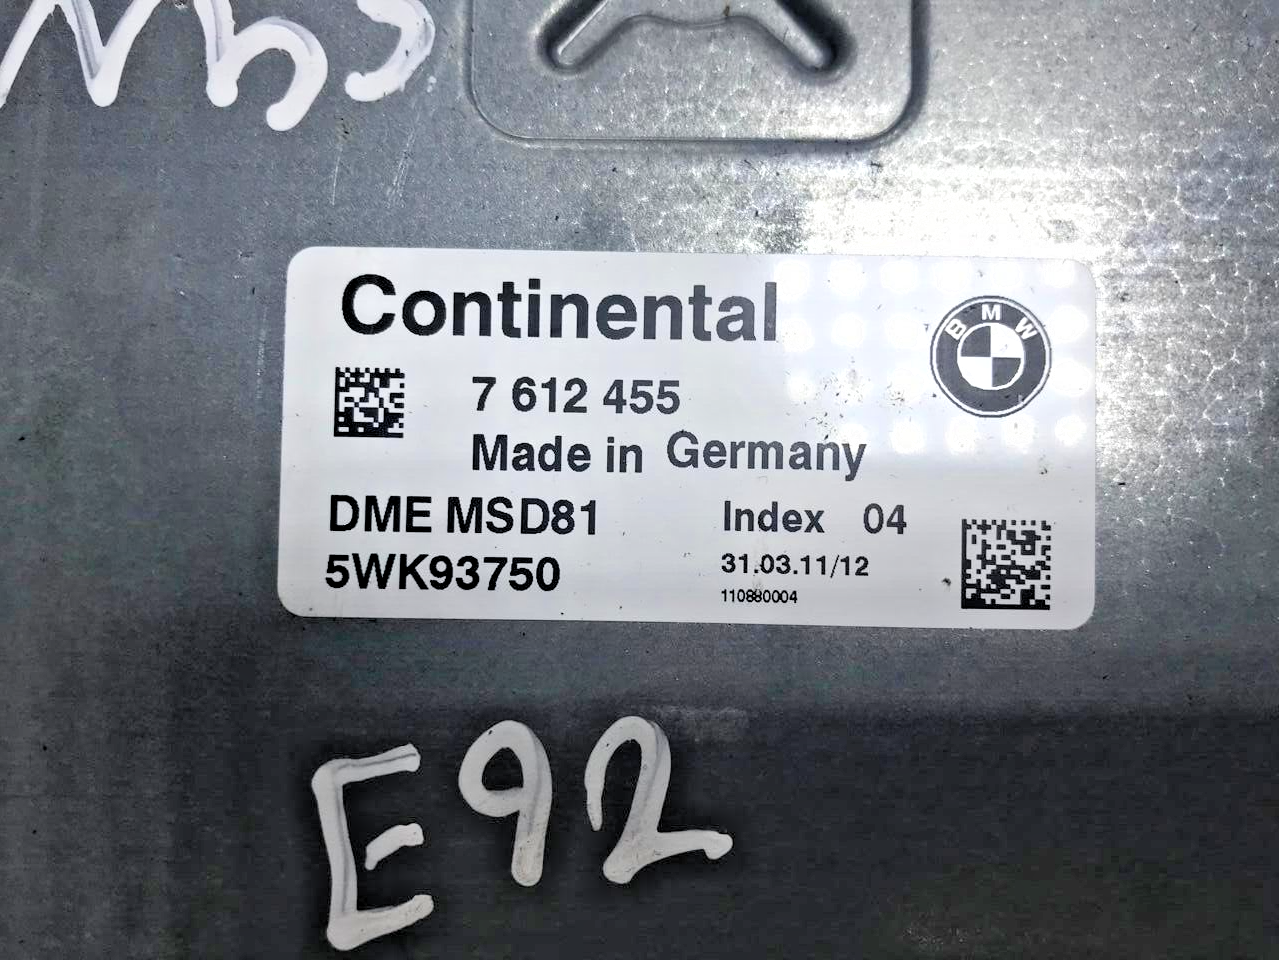 Continental
BMW
7 612 455
Made in Germany
DME MSD81
Index 04
5WK93750
31.03.11/12
110880004
E92